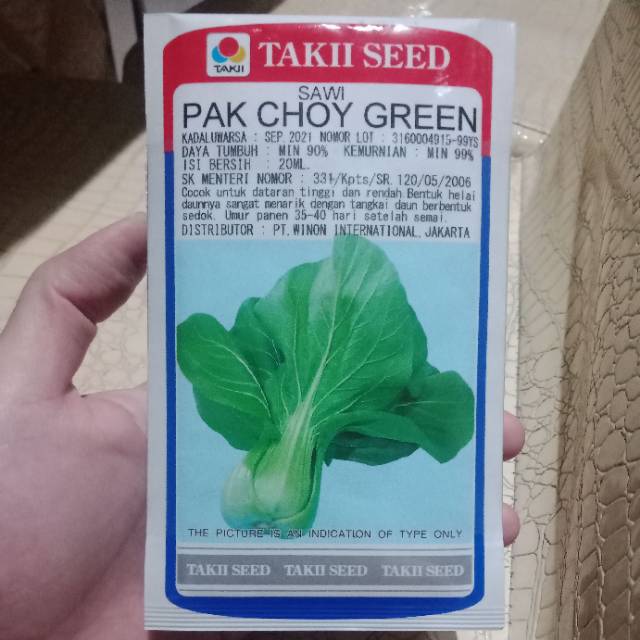 TAKII
TAKII SEED
SAWI
PAK CHOY GREEN
KADALUWARSA : SEP. 2021 NOMOR LOT : 3160004915-99YS
DAYA TUMBUH : MIN 90% KEMURNIAN : MIN 99%
ISI BERSIH : 20ML.
SK MENTERI NOMOR : 331/Kpts/SR.120/05/2006
Cocok untuk dataran tinggi dan rendah Bentuk helai
daunnya sangat menarik dengan tangkai daun berbentuk
sedok. Umur panen 35-40 hari setelah semai.
DISTRIBUTOR : PT. WINON INTERNATIONAL, JAKARTA
THE PICTURE IS AN INDICATION OF TYPE ONLY
TAKII SEED TAKII SEED TAKII SEED